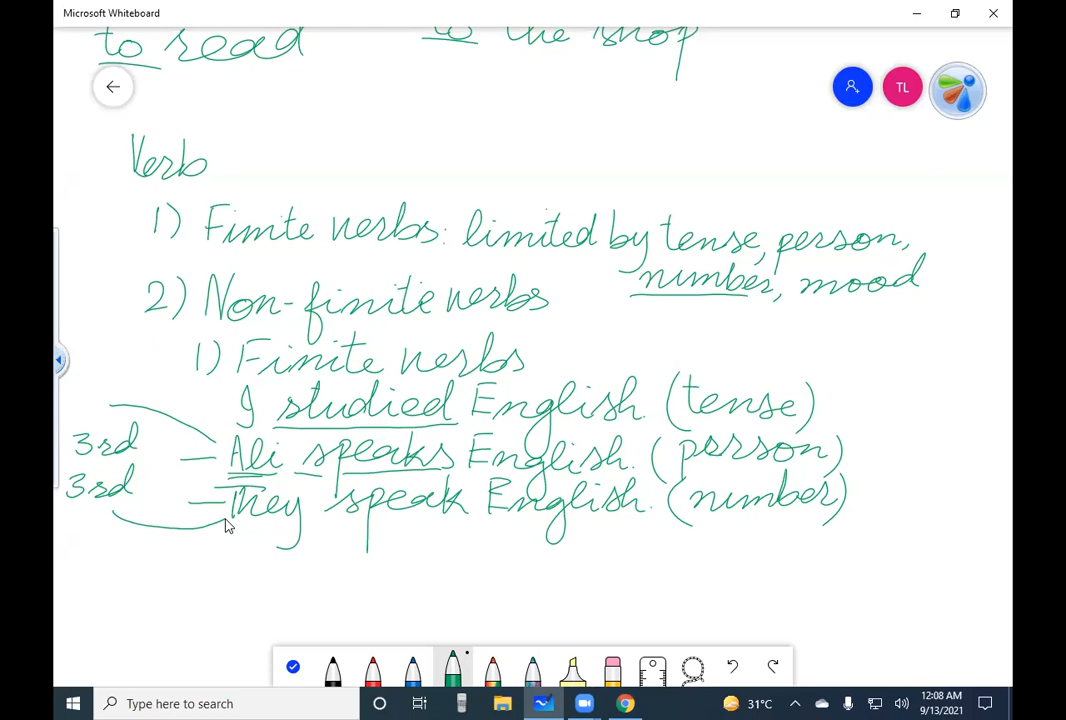 Microsoft Whiteboard
to read to the shop
TL
Verb
1) Finite verbs: limited by tense, person,
number, mood
2) Non-finite verbs
1) Finite verbs
I studied English. (tense)
3rd
Ali speaks English. (person)
3rd
They speak English. (number)
Type here to search
31°C
12:08 AM
9/13/2021